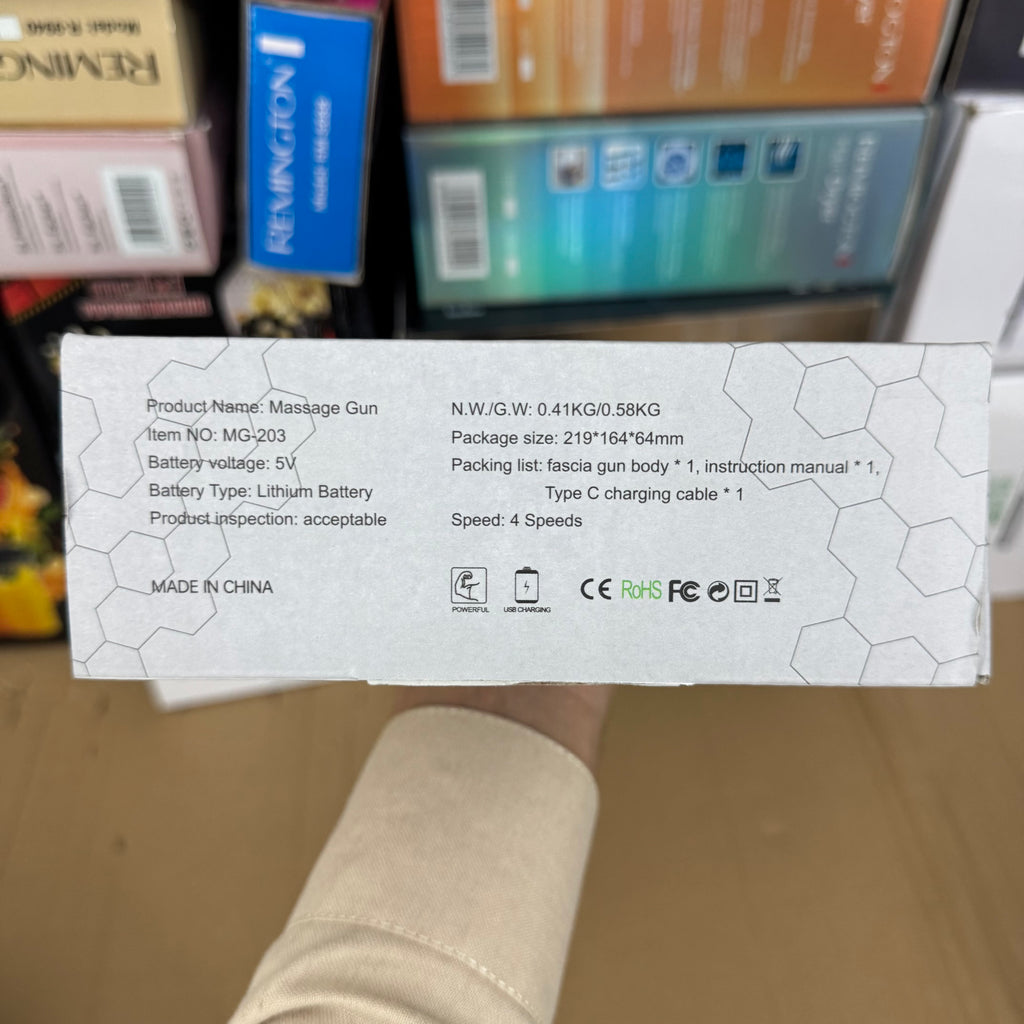 REMINGTON
Model: R-
REMINGTON
Product Name: Massage Gun
Item NO: MG-203
Battery voltage: 5V
Battery Type: Lithium Battery
Product inspection: acceptable
MADE IN CHINA
N.W./G.W: 0.41KG/0.58KG
Package size: 219*164*64mm
Packing list: fascia gun body * 1, instruction manual * 1,
Type C charging cable * 1
Speed: 4 Speeds
POWERFUL
USB CHARGING
CE RoHS FC